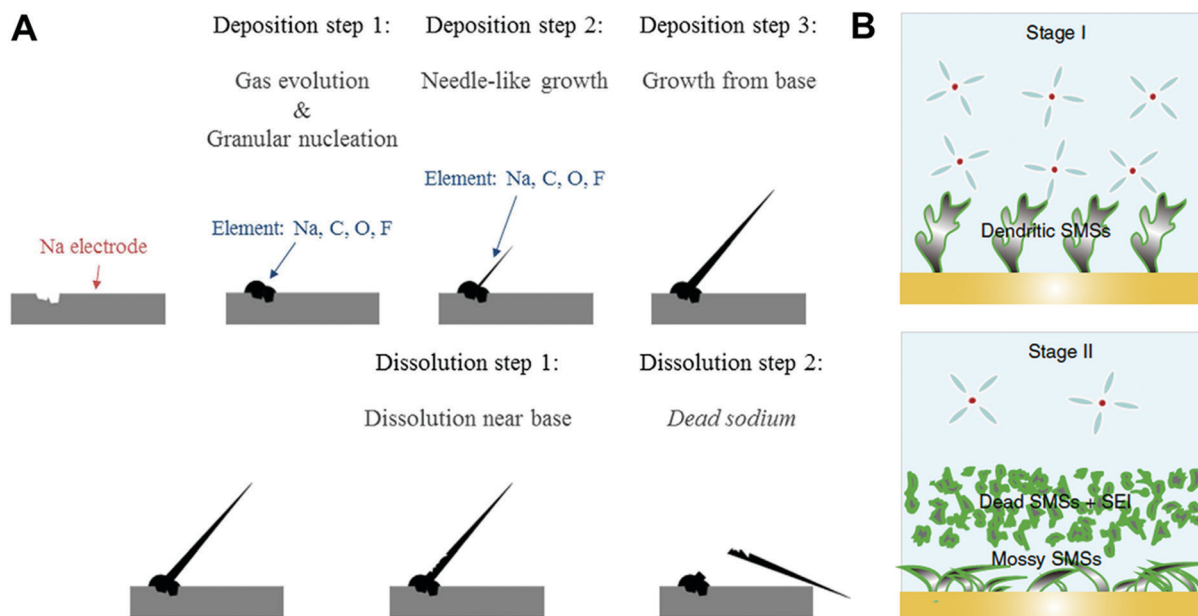 A
Deposition step 1:
Gas evolution
&
Granular nucleation
Element: Na, C, O, F
Na electrode
Deposition step 2:
Needle-like growth
Element: Na, C, O, F
Deposition step 3:
Growth from base
Dissolution step 1:
Dissolution near base
Dissolution step 2:
Dead sodium
B
Stage I
Dendritic SMSs
Stage II
Dead SMSs + SEI
Mossy SMSs